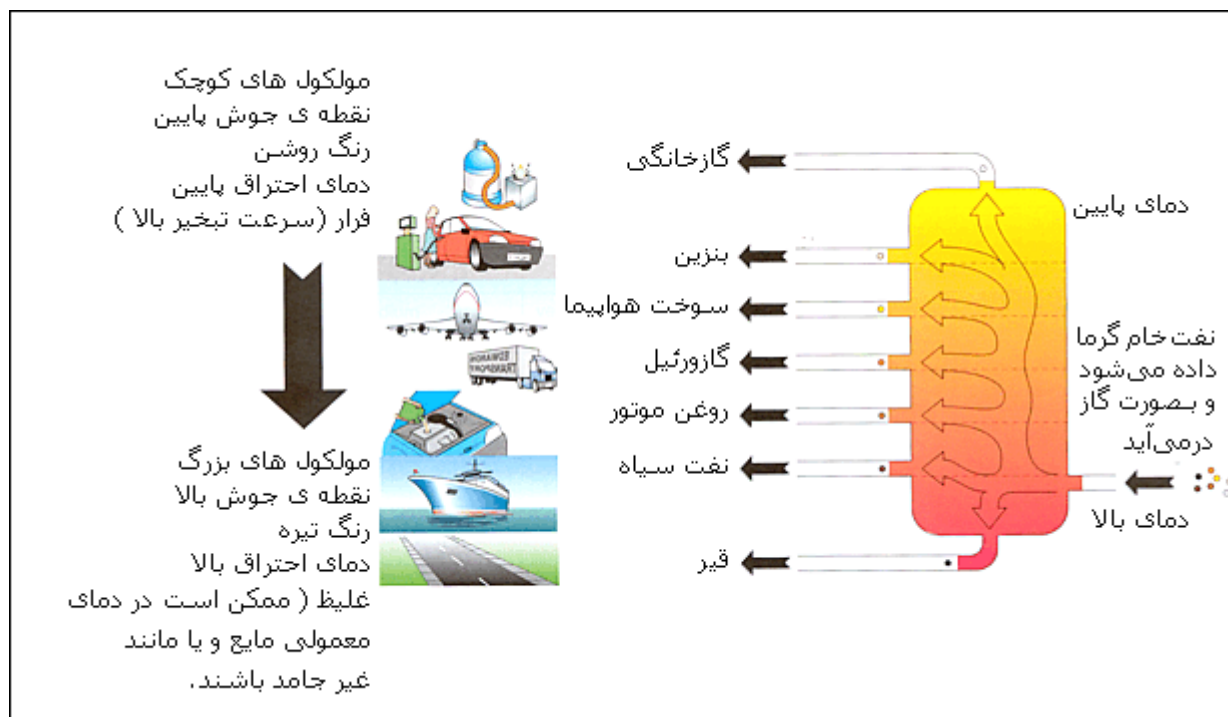 مولکول های کوچک
نقطه ی جوش پایین
رنگ روشن
دمای احتراق پایین
فرار (سرعت تبخیر بالا )
مولکول های بزرگ
نقطه ی جوش بالا
رنگ تیره
دمای احتراق بالا
غلیظ ( ممکن است در دمای
معمولی مایع و یا مانند
غیر جامد باشند.
گازخانگی
بنزین
سوخت هواپیما
گازورئیل
روغن موتور
نفت سیاه
قیر
دمای پایین
نفت خام گرما
داده می‌شود
و بصورت گاز
درمی‌آید
دمای بالا